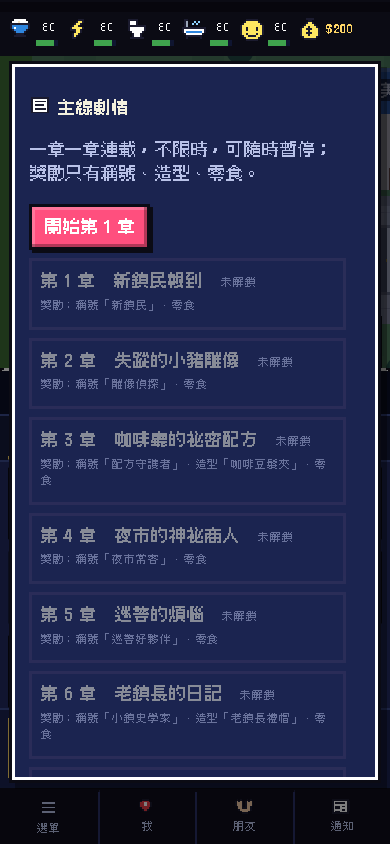 80 80 80 80 80 $200
主線劇情
一章一章連載，不限時，可隨時暫停；
獎勵只有稱號、造型、零食。
開始第 1 章
第 1 章 新鎮民報到 未解鎖
獎勵：稱號「新鎮民」・零食
第 2 章 失蹤的小豬雕像 未解鎖
獎勵：稱號「雕像偵探」・零食
第 3 章 咖啡廳的祕密配方 未解鎖
獎勵：稱號「配方守護者」・造型「咖啡豆髮夾」・零
食
第 4 章 夜市的神祕商人 未解鎖
獎勵：稱號「夜市常客」・零食
第 5 章 巡警的煩惱 未解鎖
獎勵：稱號「巡警好夥伴」・零食
第 6 章 老鎮長的日記 未解鎖
獎勵：稱號「小鎮史學家」・造型「老鎮長禮帽」・零
食
選單 我 朋友 通知